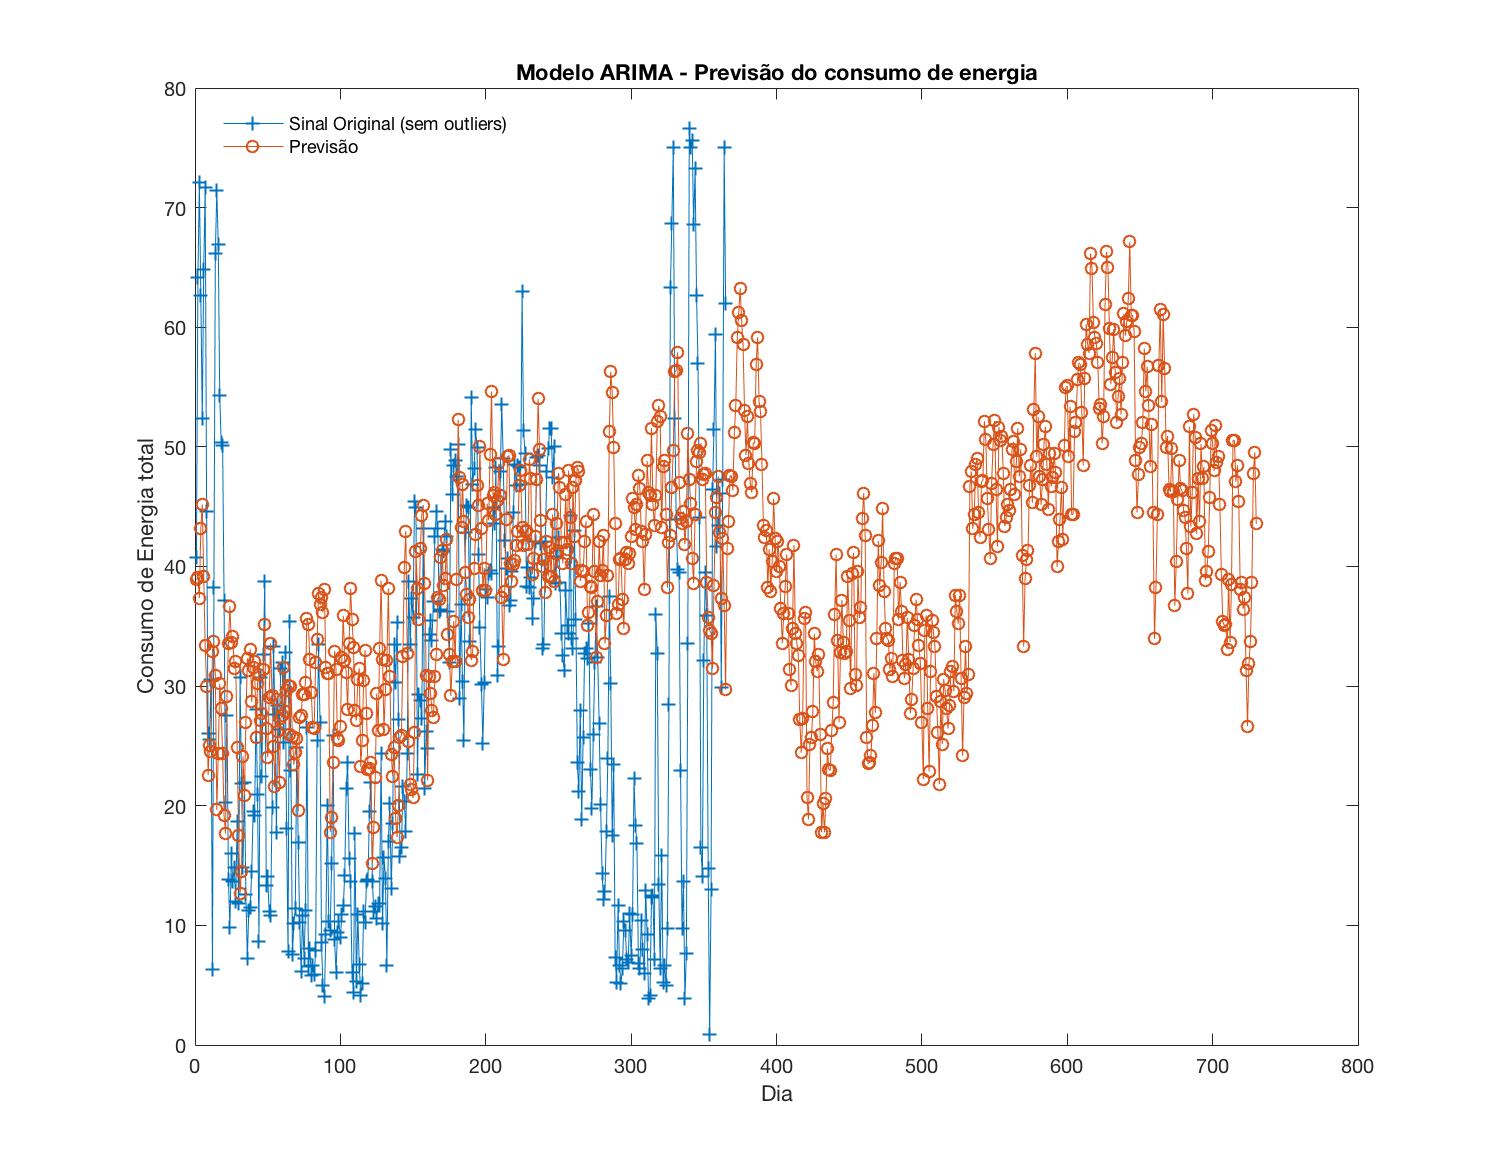 Modelo ARIMA - Previsão do consumo de energia
80
Sinal Original (sem outliers)
Previsão
70
60
50
40
30
20
10
0
Consumo de Energia total
0 100 200 300 400 500 600 700 800
Dia